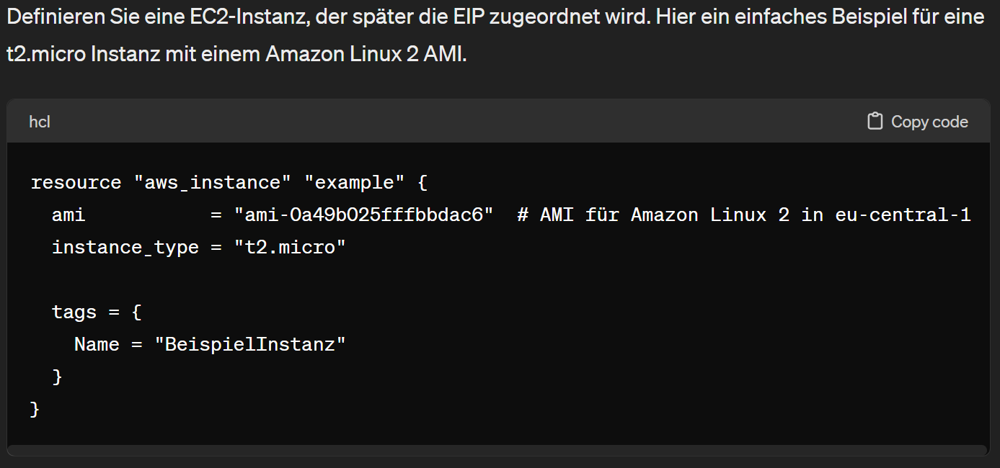 Definieren Sie eine EC2-Instanz, der später die EIP zugeordnet wird. Hier ein einfaches Beispiel für eine
t2.micro Instanz mit einem Amazon Linux 2 AMI.
hcl Copy code
resource "aws_instance" "example" {
  ami           = "ami-0a49b025fffbbdac6"  # AMI für Amazon Linux 2 in eu-central-1
  instance_type = "t2.micro"

  tags = {
    Name = "BeispielInstanz"
  }
}